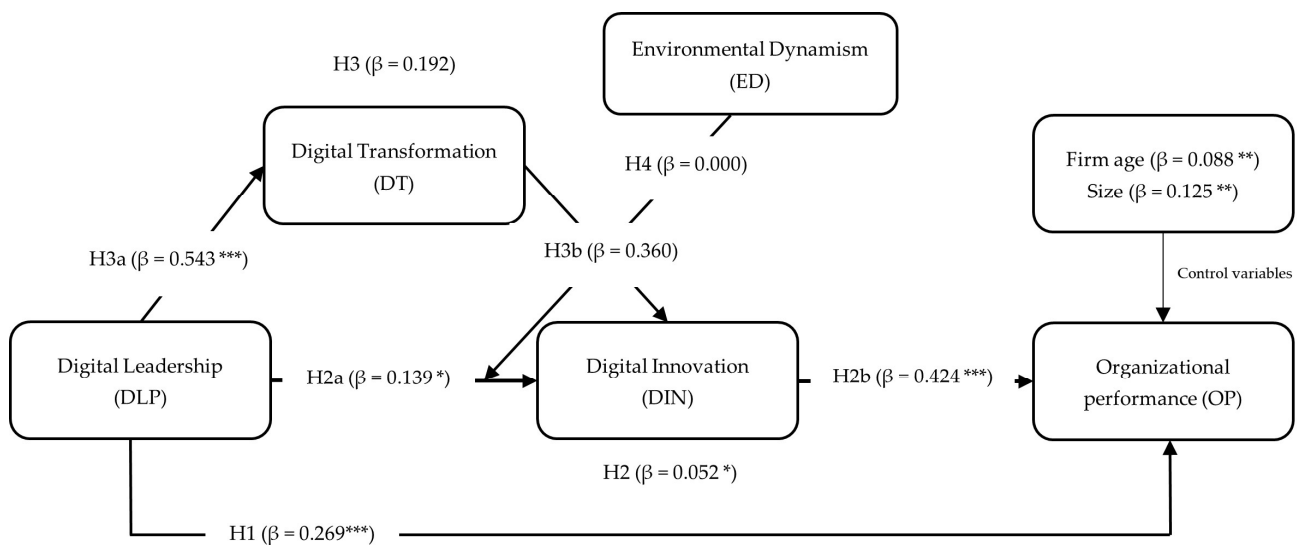 H3 (β = 0.192)
Environmental Dynamism
(ED)
Digital Transformation
(DT)
H4 (β = 0.000)
Firm age (β = 0.088 **)
Size (β = 0.125 **)
H3a (β = 0.543 ***)
H3b (β = 0.360)
Control variables
Digital Leadership
(DLP)
H2a (β = 0.139 *)
Digital Innovation
(DIN)
H2b (β = 0.424 ***)
Organizational
performance (OP)
H2 (β = 0.052 *)
H1 (β = 0.269***)